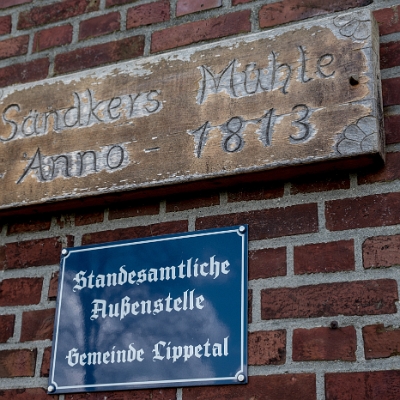 Sandkers Mühle
Anno - 1813
Standesamtliche
Außenstelle
Gemeinde Lippetal